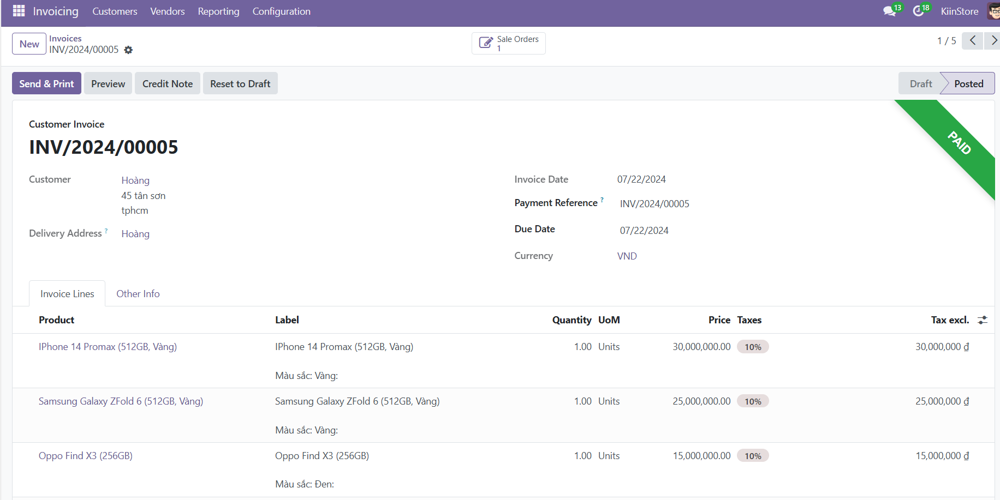 Invoicing Customers Vendors Reporting Configuration 13 18 KiinStore
New Invoices Sale Orders 1 / 5
INV/2024/00005 1
Send & Print Preview Credit Note Reset to Draft Draft Posted
PAID
Customer Invoice
INV/2024/00005
Customer Hoàng Invoice Date 07/22/2024
45 tân sơn
tphcm
Payment Reference ? INV/2024/00005
Delivery Address ? Hoàng Due Date 07/22/2024
Currency VND
Invoice Lines Other Info
Product Label Quantity UoM Price Taxes Tax excl.
IPhone 14 Promax (512GB, Vàng) IPhone 14 Promax (512GB, Vàng) 1.00 Units 30,000,000.00 10% 30,000,000 ₫
Màu sắc: Vàng:
Samsung Galaxy ZFold 6 (512GB, Vàng) Samsung Galaxy ZFold 6 (512GB, Vàng) 1.00 Units 25,000,000.00 10% 25,000,000 ₫
Màu sắc: Vàng:
Oppo Find X3 (256GB) Oppo Find X3 (256GB) 1.00 Units 15,000,000.00 10% 15,000,000 ₫
Màu sắc: Đen: